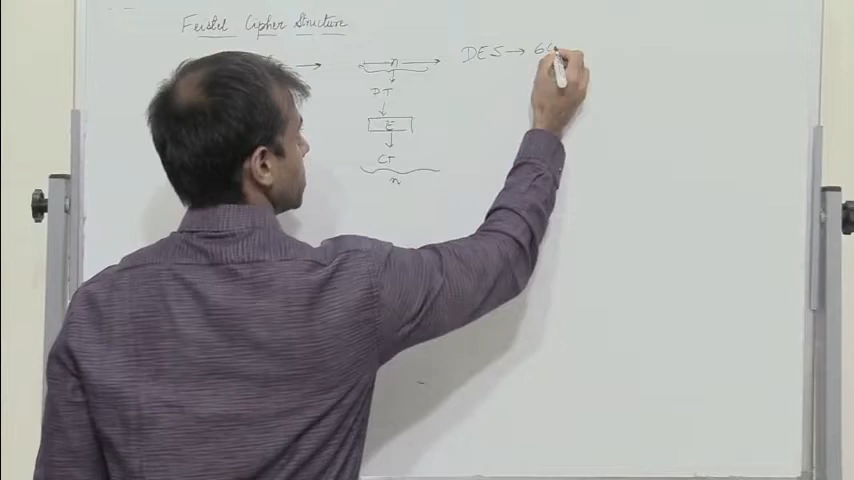 Feistel Cipher Structure
n
DES → 64
PT
E
CT
n